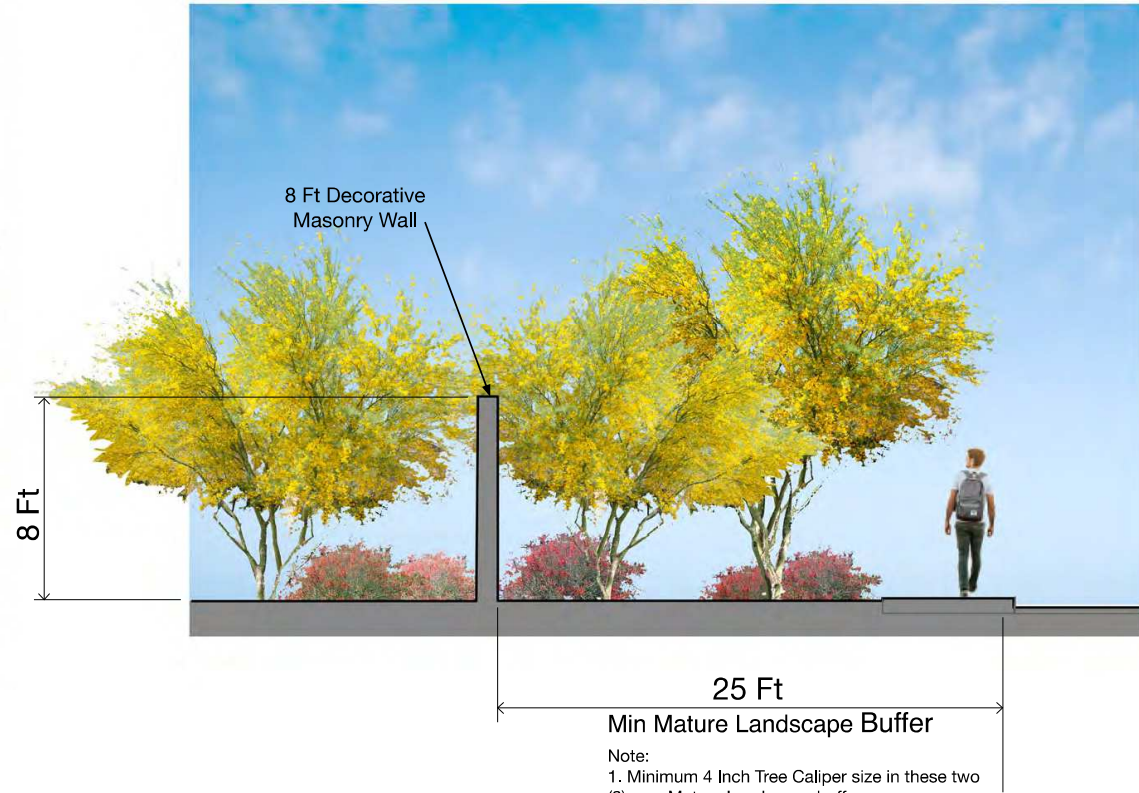 8 Ft Decorative
Masonry Wall
8 Ft
25 Ft
Min Mature Landscape Buffer
Note:
1. Minimum 4 Inch Tree Caliper size in these two